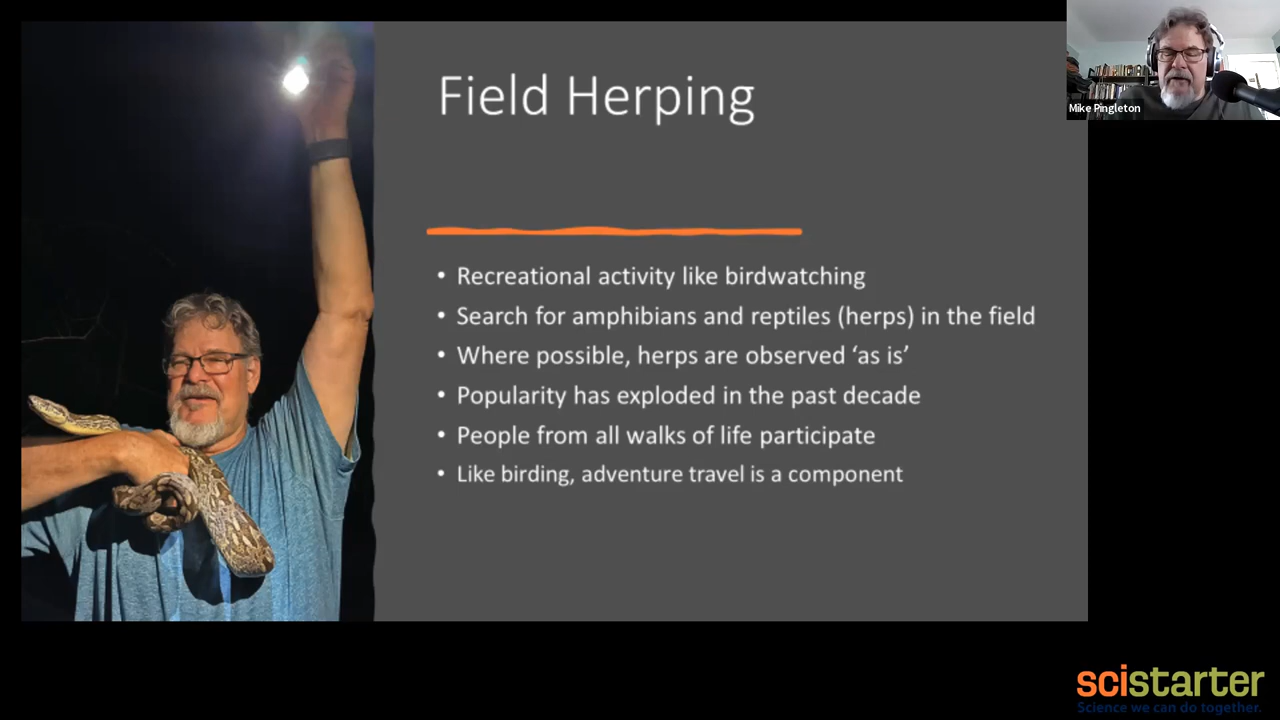 Field Herping
• Recreational activity like birdwatching
• Search for amphibians and reptiles (herps) in the field
• Where possible, herps are observed ‘as is’
• Popularity has exploded in the past decade
• People from all walks of life participate
• Like birding, adventure travel is a component
Mike Pingleton
scistarter
Science we can do together.